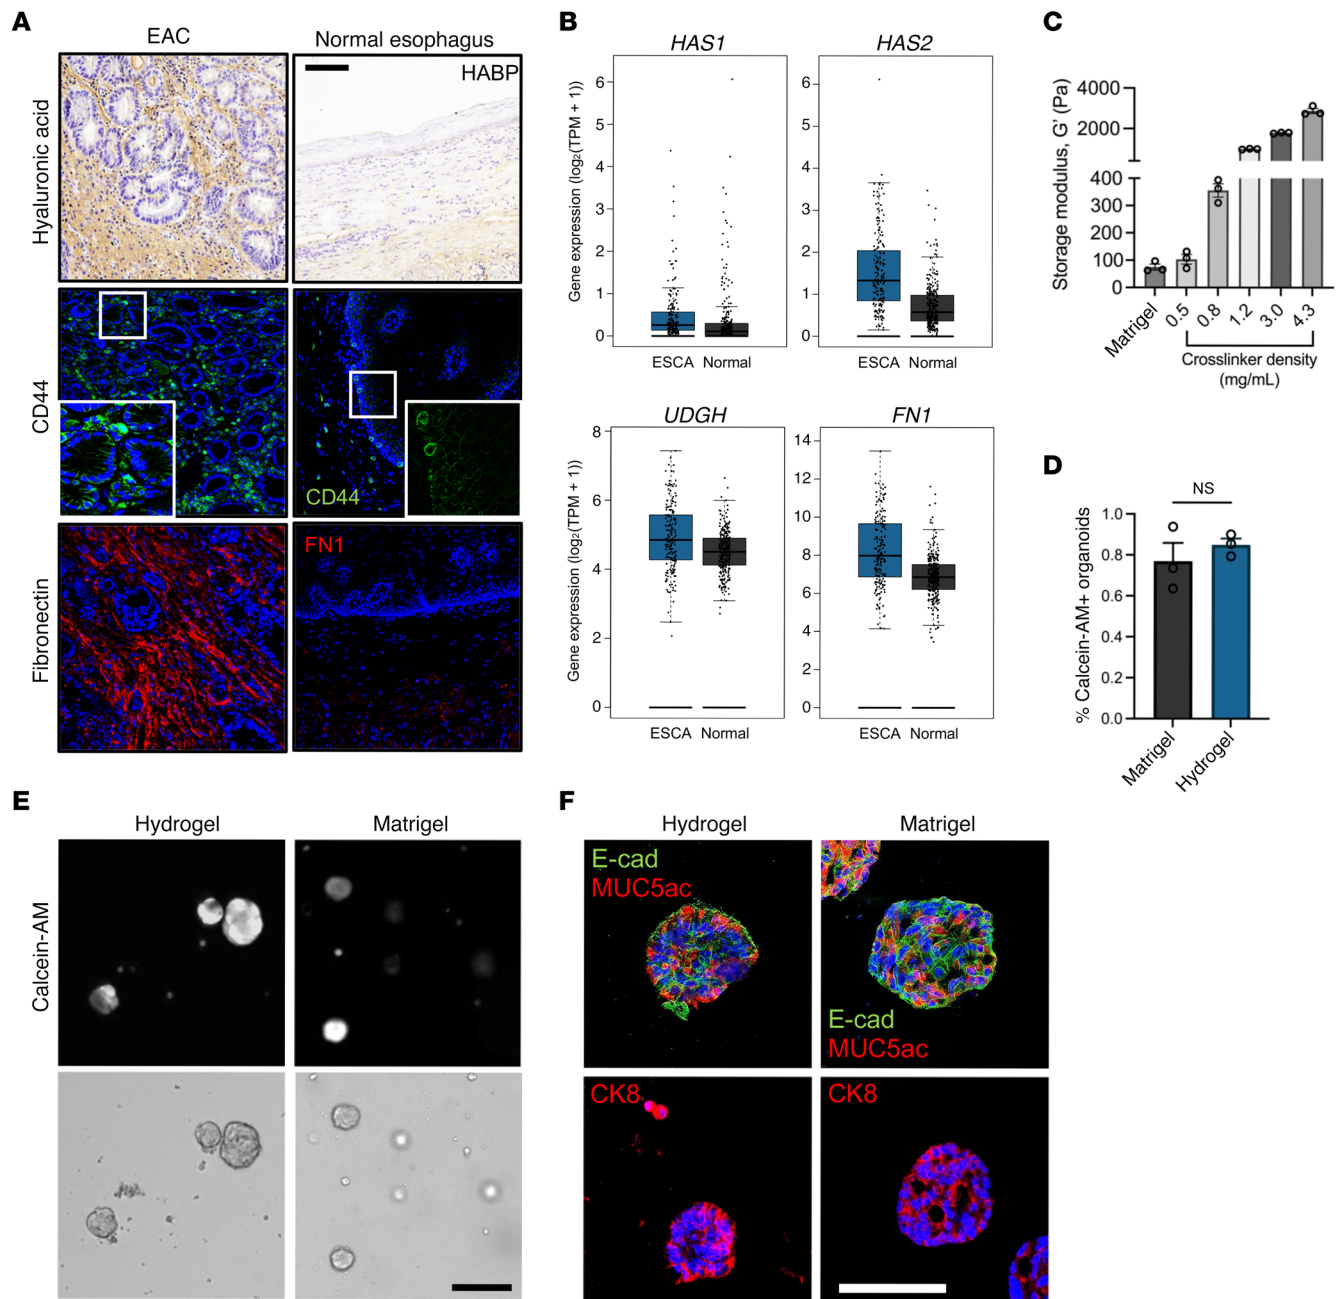 A
EAC
Normal esophagus
Hyaluronic acid
HABP
CD44
CD44
Fibronectin
FN1
B
HAS1
Gene expression (log₂(TPM + 1))
6
5
4
3
2
1
0
ESCA Normal
HAS2
6
5
4
3
2
1
0
ESCA Normal
UDGH
Gene expression (log₂(TPM + 1))
8
6
4
2
0
ESCA Normal
FN1
14
12
10
8
6
4
2
0
ESCA Normal
C
Storage modulus, G' (Pa)
4000
2000
400
300
200
100
0
Matrigel 0.5 0.8 1.2 3.0 4.3
Crosslinker density
(mg/mL)
D
NS
% Calcein-AM+ organoids
1.0
0.8
0.6
0.4
0.2
0.0
Matrigel Hydrogel
E
Hydrogel
Matrigel
Calcein-AM
F
Hydrogel
Matrigel
E-cad
MUC5ac
E-cad
MUC5ac
CK8
CK8